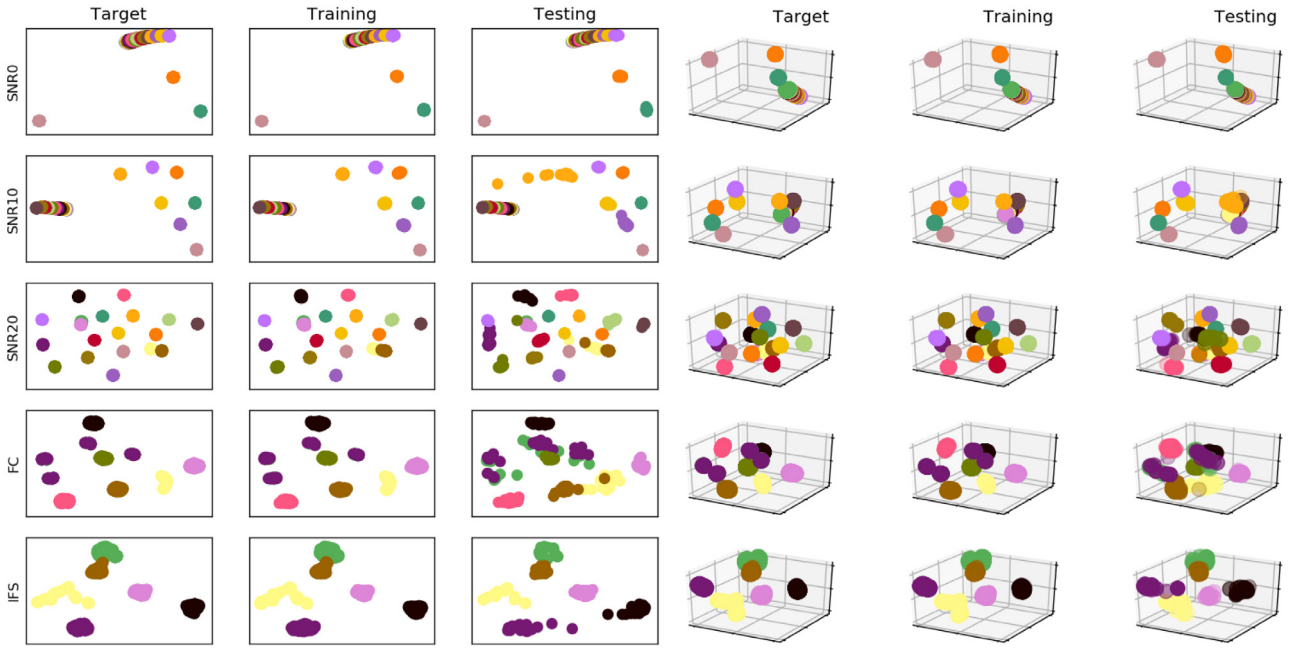 Target Training Testing Target Training Testing
SNR0
SNR10
SNR20
FC
IFS